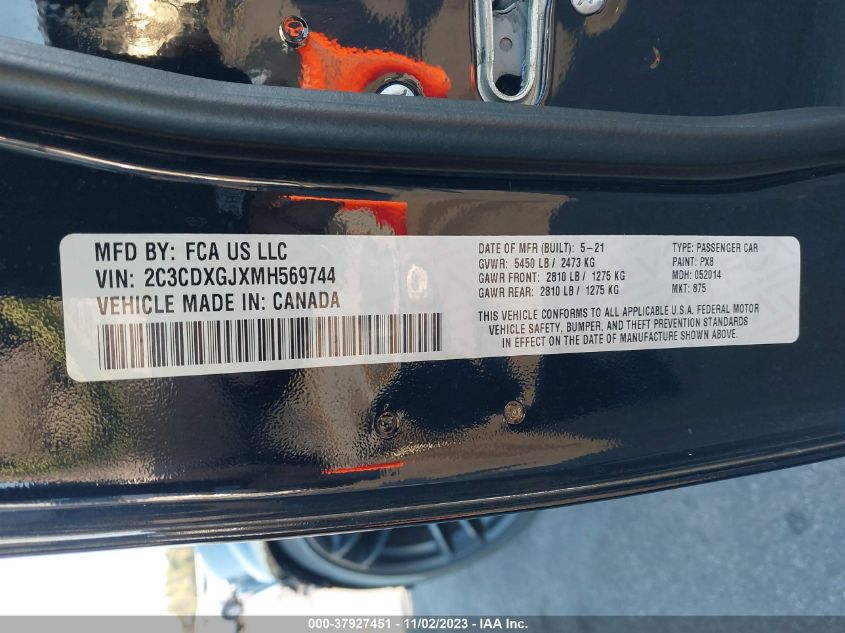 MFD BY: FCA US LLC
VIN: 2C3CDXGJXMH569744
VEHICLE MADE IN: CANADA
DATE OF MFR (BUILT): 5-21
GVWR: 5450 LB / 2473 KG
GAWR FRONT: 2810 LB / 1275 KG
GAWR REAR: 2810 LB / 1275 KG
TYPE: PASSENGER CAR
PAINT: PX8
MDH: 052014
MKT: 875
THIS VEHICLE CONFORMS TO ALL APPLICABLE U.S.A. FEDERAL MOTOR
VEHICLE SAFETY, BUMPER, AND THEFT PREVENTION STANDARDS
IN EFFECT ON THE DATE OF MANUFACTURE SHOWN ABOVE.
000-37927451 - 11/02/2023 - IAA Inc.